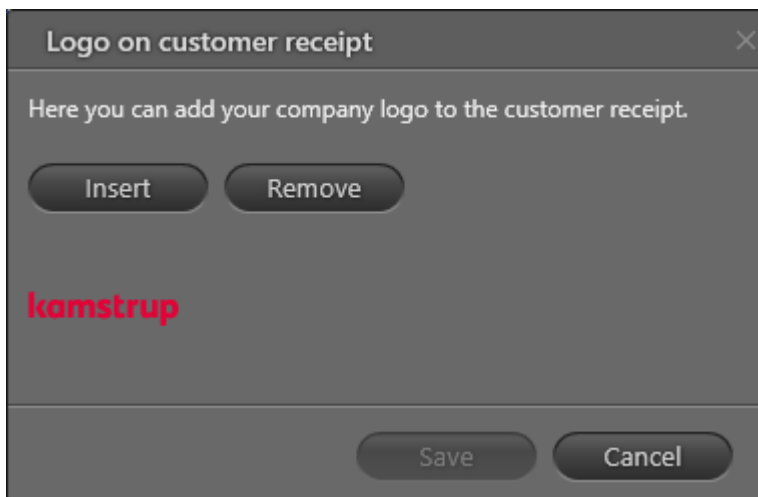 Logo on customer receipt
Here you can add your company logo to the customer receipt.
Insert Remove
kamstrup
Save Cancel